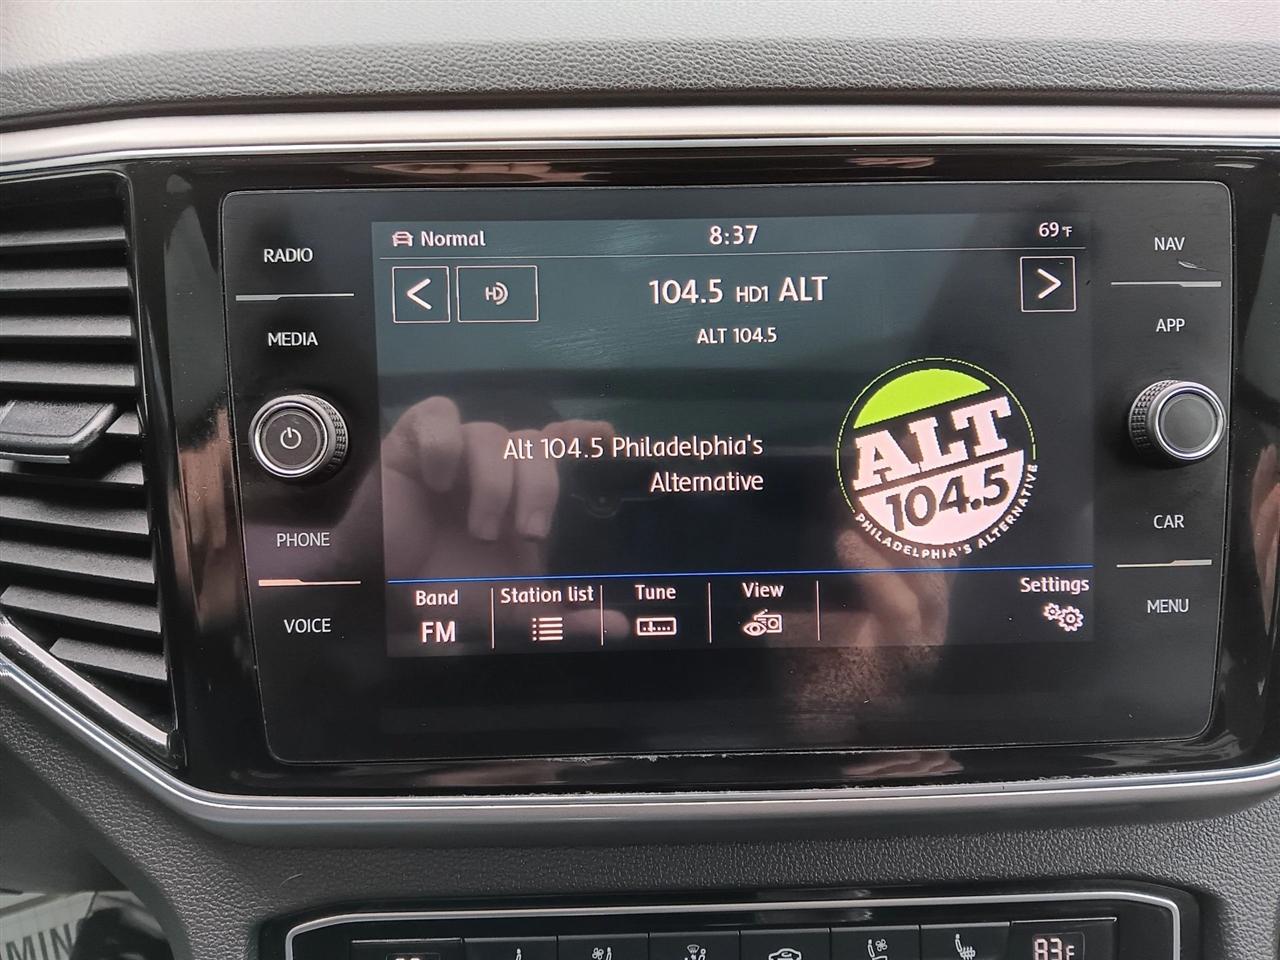 RADIO
MEDIA
PHONE
VOICE
Normal
8:37
69°F
<
HD
104.5 HD1 ALT
>
ALT 104.5
Alt 104.5 Philadelphia's
Alternative
ALT
104.5
PHILADELPHIA'S ALTERNATIVE
Band
FM
Station list
Tune
View
Settings
NAV
APP
CAR
MENU
83°F